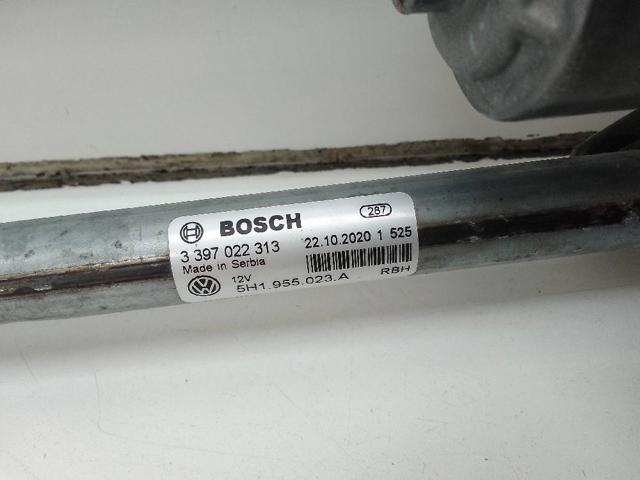 BOSCH 287
3 397 022 313 22.10.2020 1 525
Made in Serbia
12V RBH
5H1.955.023.A